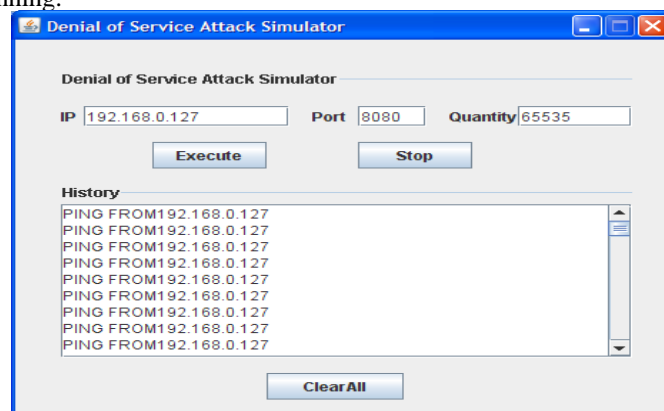 Denial of Service Attack Simulator
Denial of Service Attack Simulator
IP 192.168.0.127 Port 8080 Quantity 65535
Execute Stop
History
PING FROM192.168.0.127
PING FROM192.168.0.127
PING FROM192.168.0.127
PING FROM192.168.0.127
PING FROM192.168.0.127
PING FROM192.168.0.127
PING FROM192.168.0.127
PING FROM192.168.0.127
PING FROM192.168.0.127
ClearAll